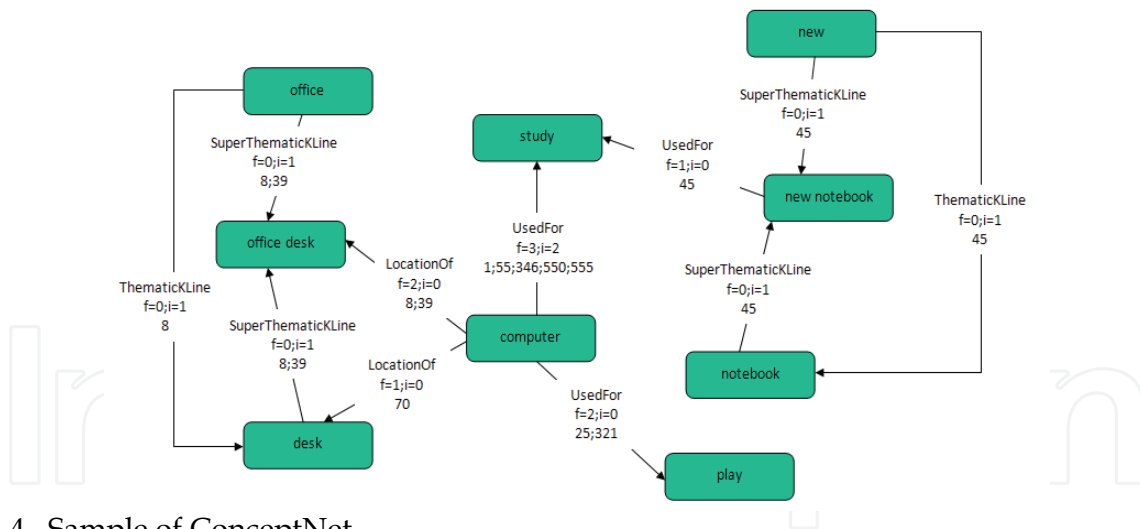 new
office
SuperThematicKLine
f=0;i=1
45
study
UsedFor
f=1;i=0
45
SuperThematicKLine
f=0;i=1
8;39
new notebook
ThematicKLine
f=0;i=1
45
office desk
UsedFor
f=3;i=2
1;55;346;550;555
LocationOf
f=2;i=0
8;39
SuperThematicKLine
f=0;i=1
45
ThematicKLine
f=0;i=1
8
SuperThematicKLine
f=0;i=1
8;39
computer
LocationOf
f=1;i=0
70
notebook
UsedFor
f=2;i=0
25;321
desk
play
4. Sample of ConceptNet